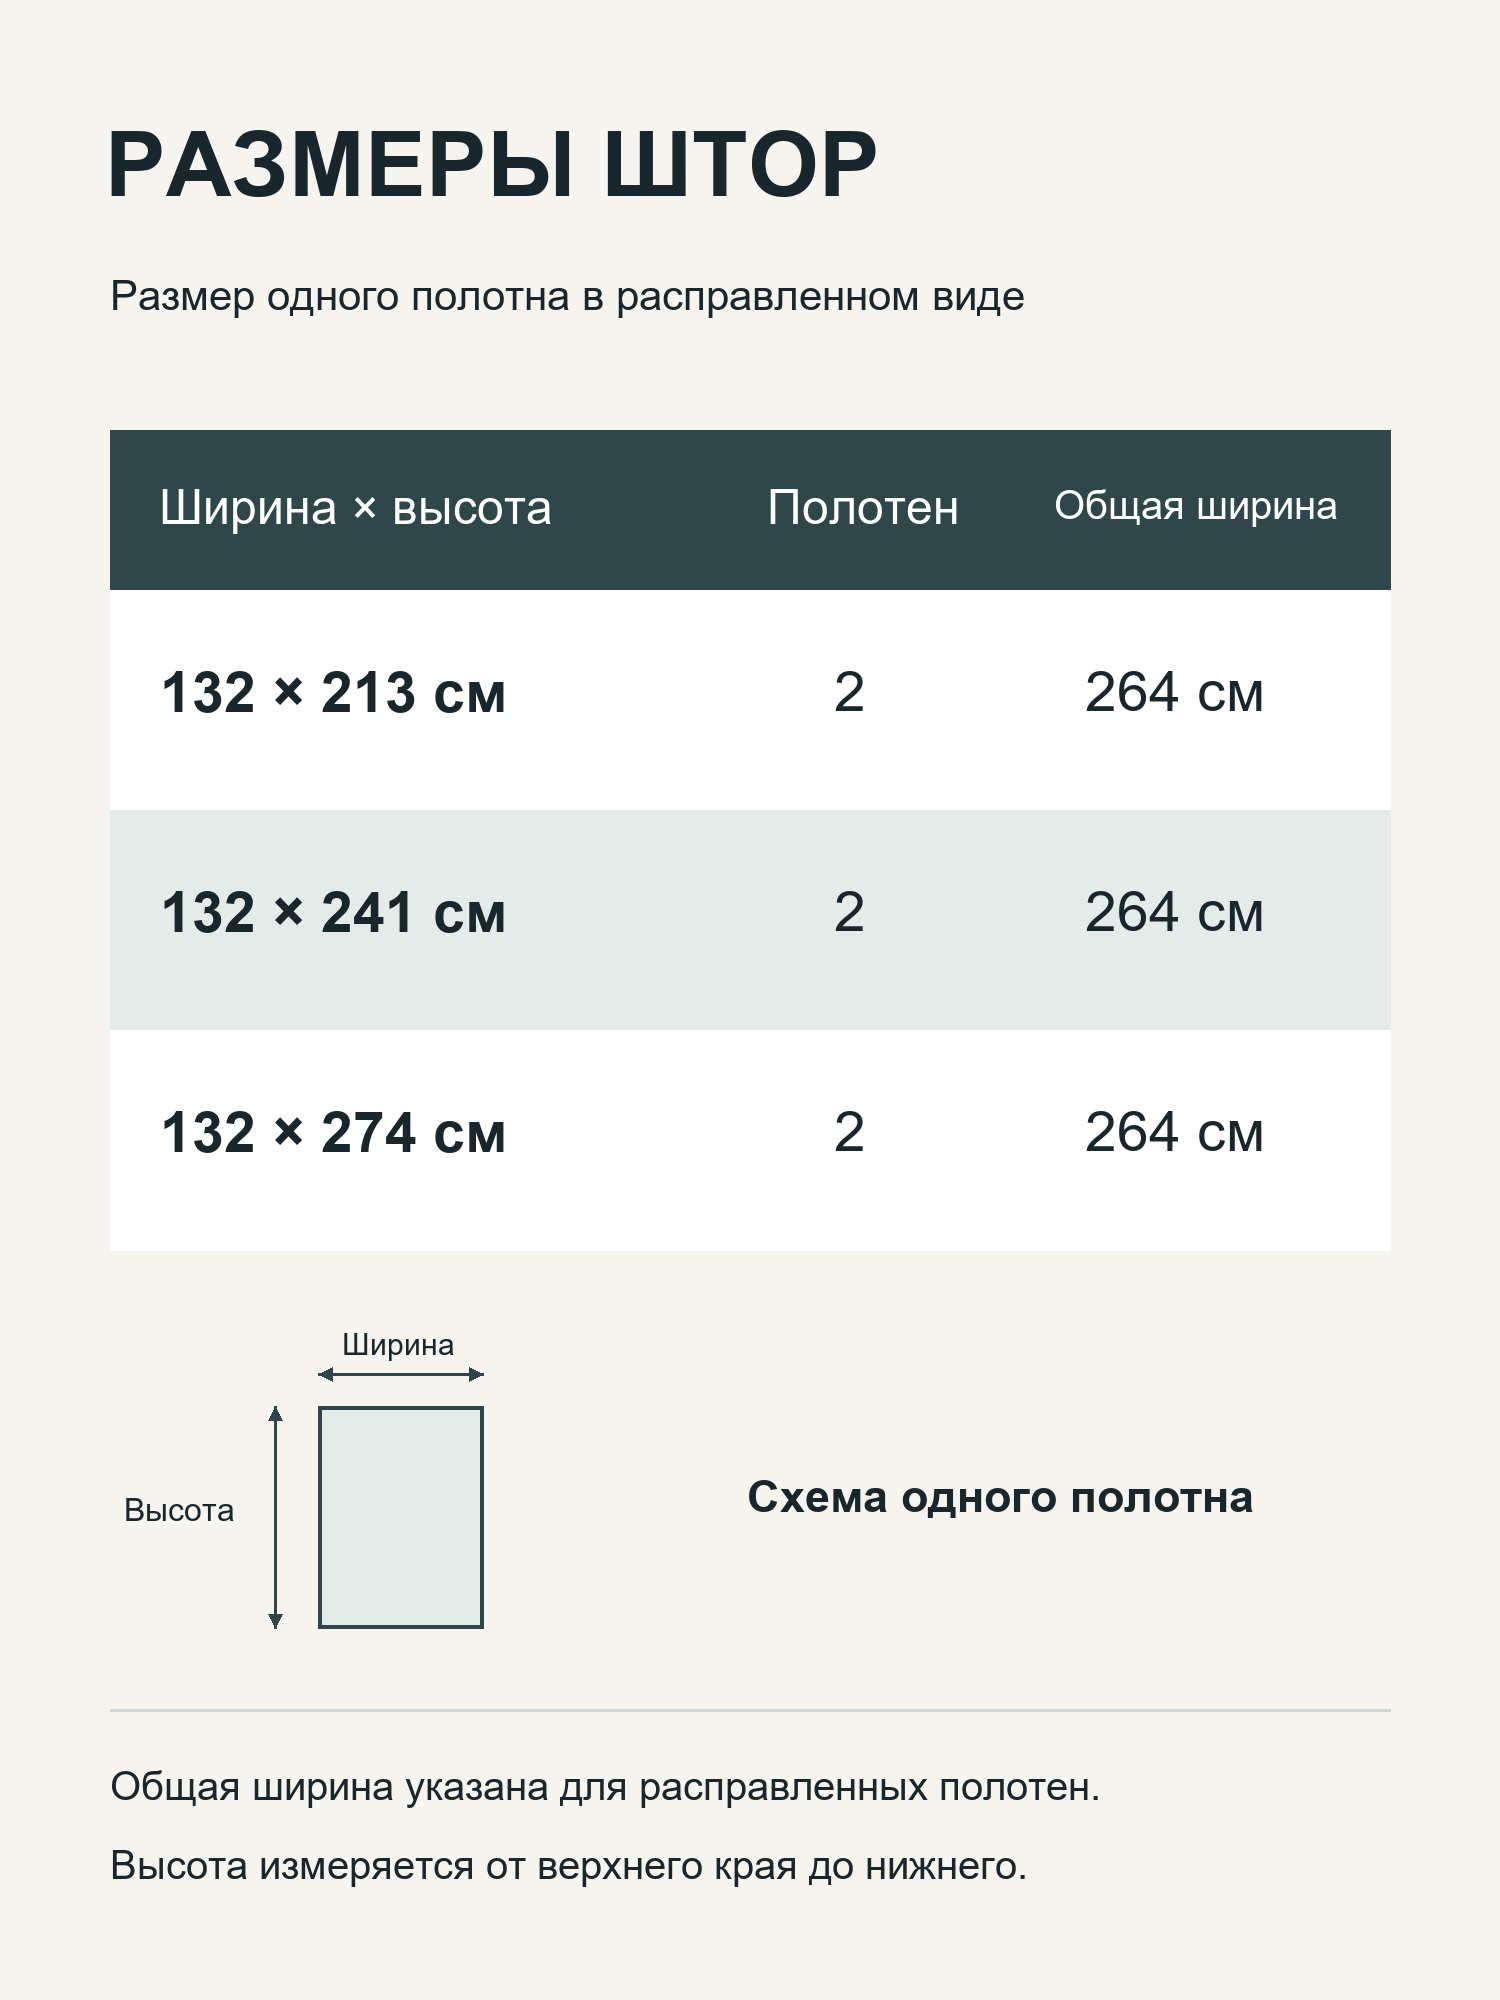 РАЗМЕРЫ ШТОР
Размер одного полотна в расправленном виде
Ширина × высота Полотен Общая ширина
132 × 213 см 2 264 см
132 × 241 см 2 264 см
132 × 274 см 2 264 см
Ширина
Высота
Схема одного полотна
Общая ширина указана для расправленных полотен.
Высота измеряется от верхнего края до нижнего.